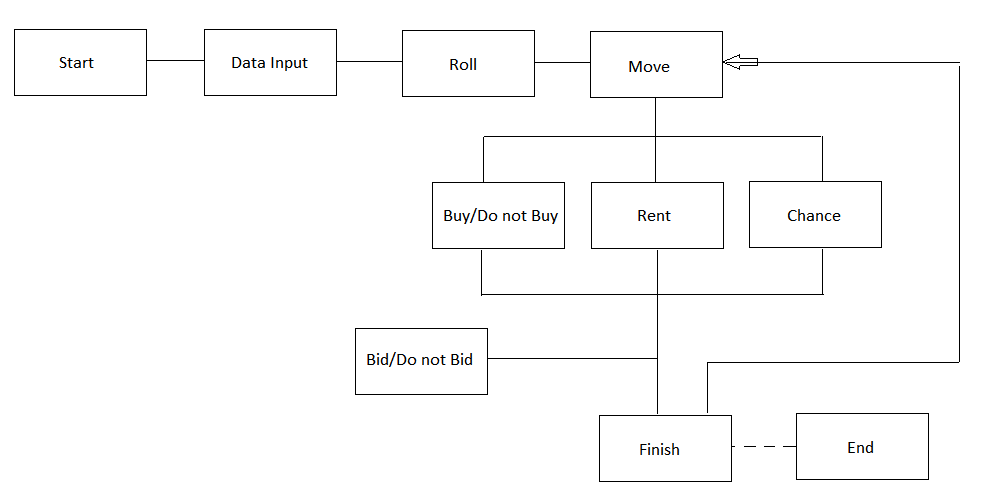 Start
Data Input
Roll
Move
Buy/Do not Buy
Rent
Chance
Bid/Do not Bid
Finish
End